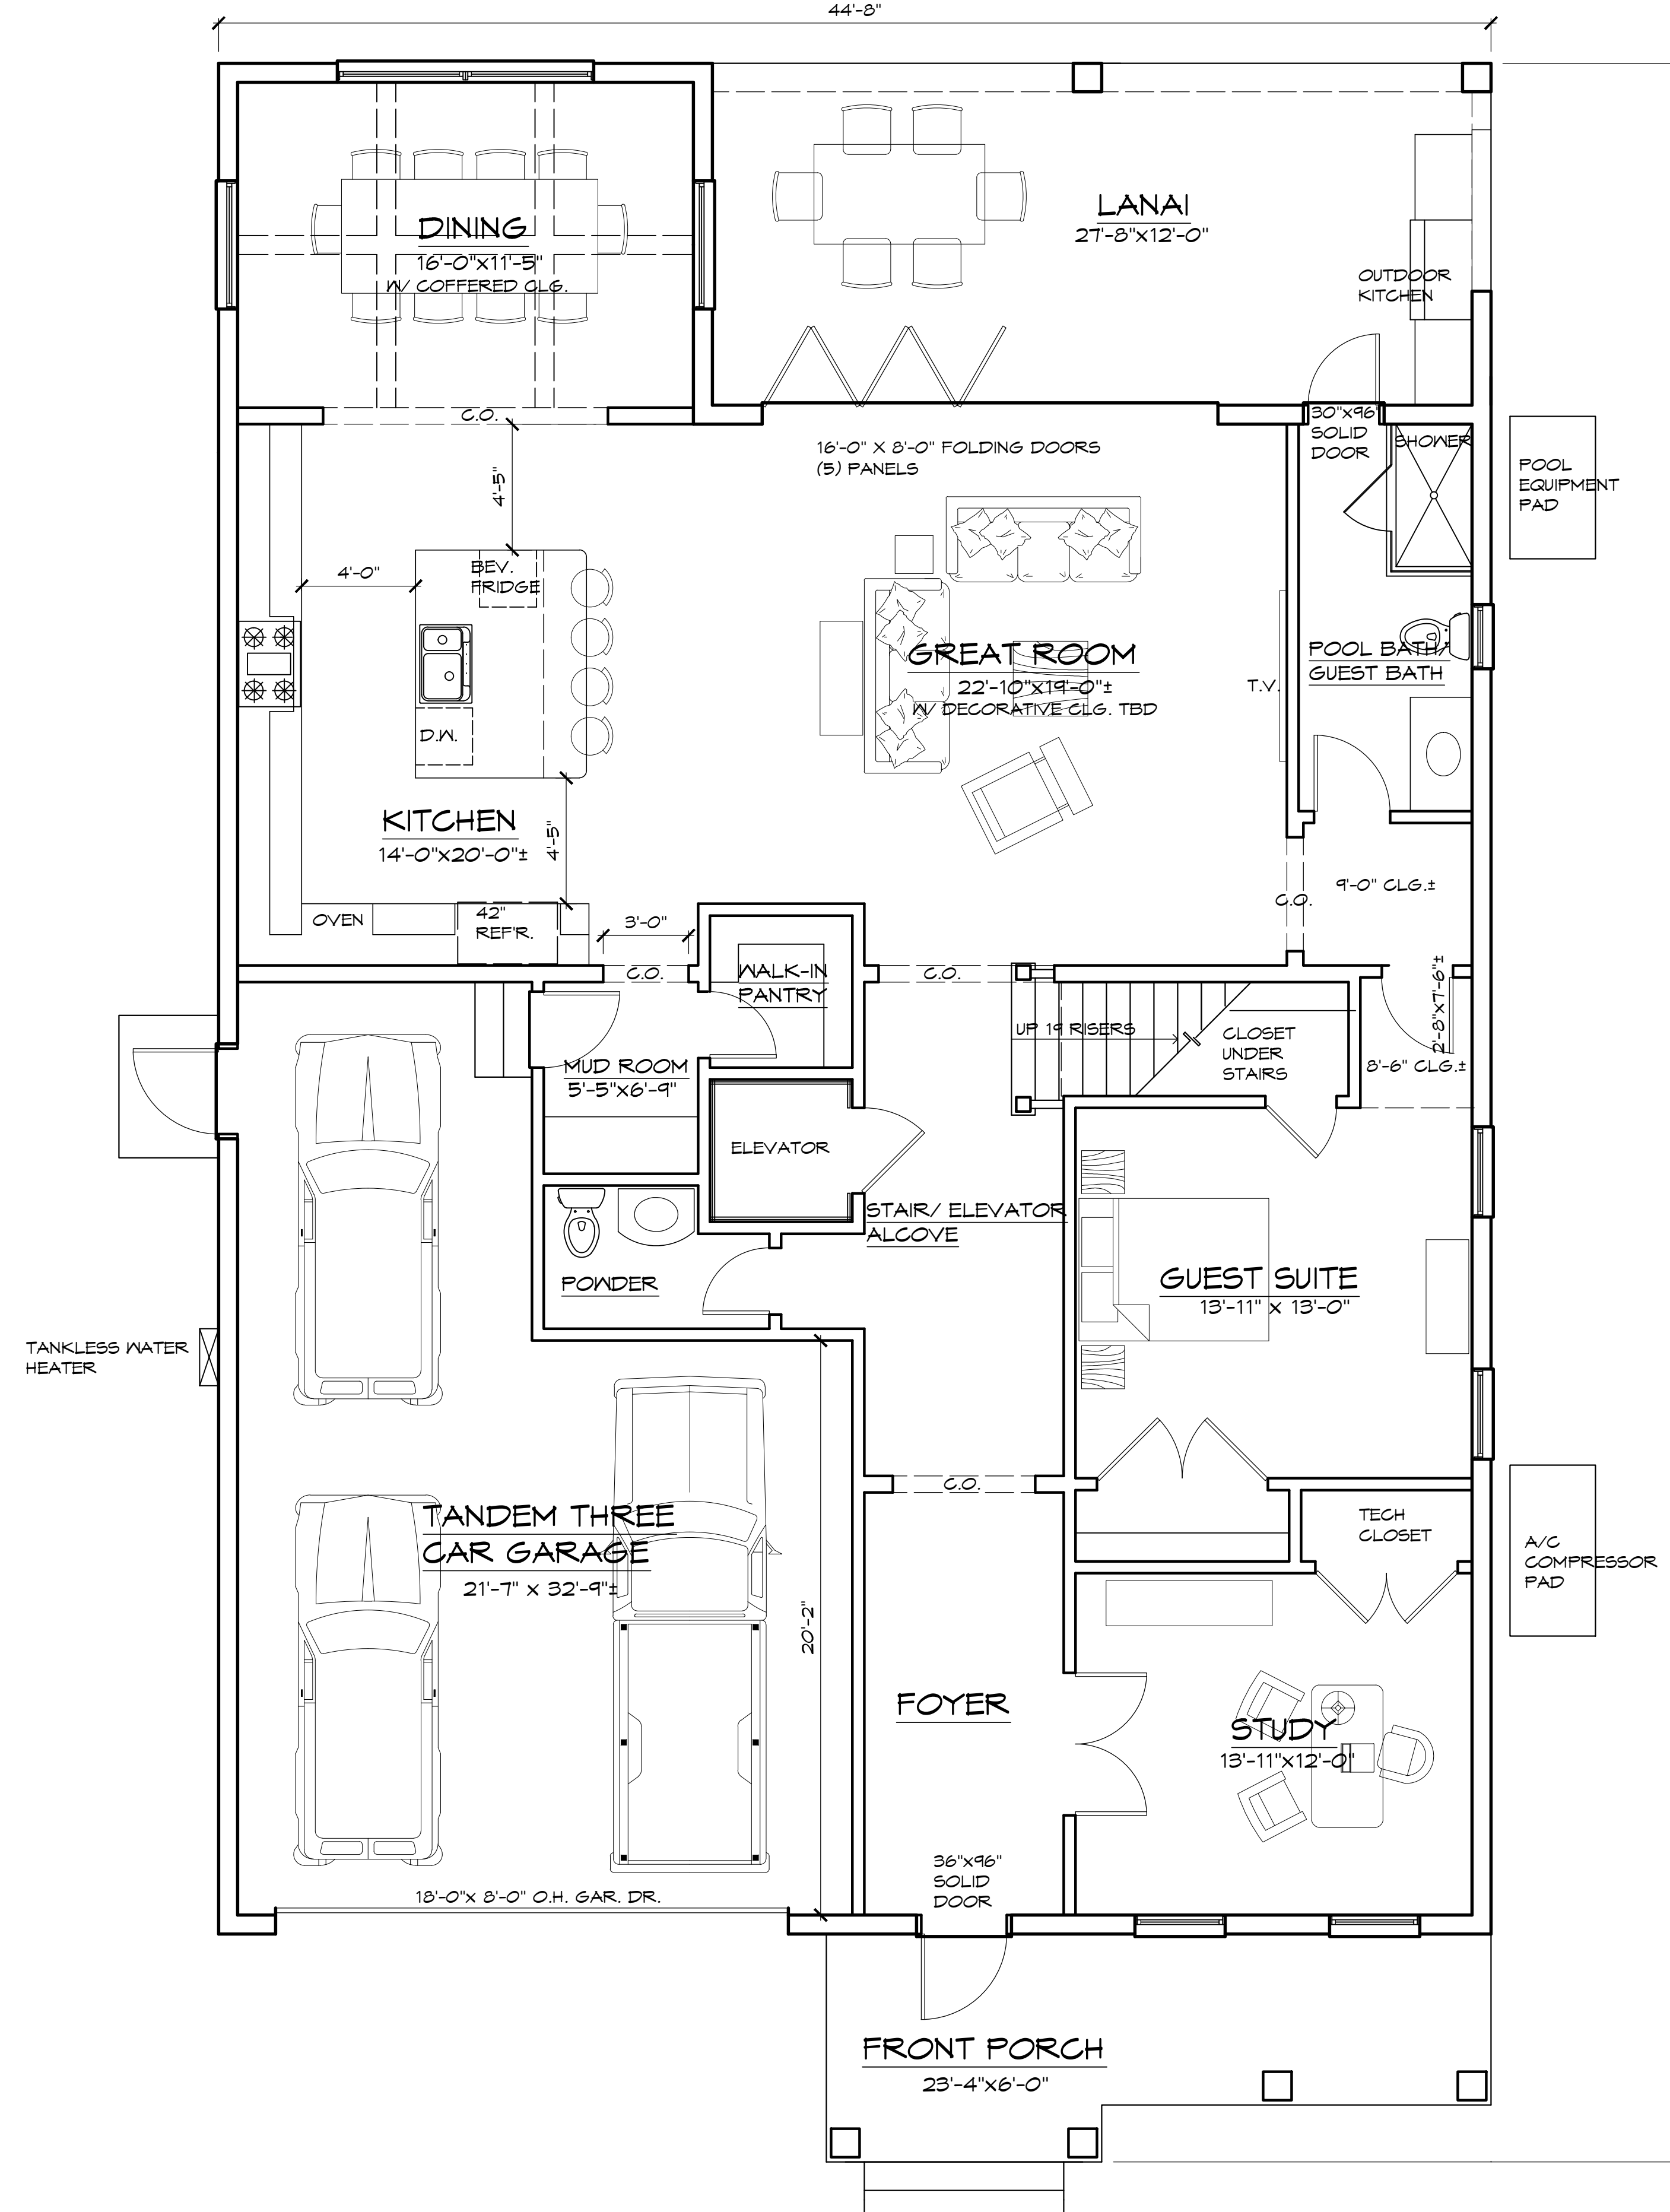 44'-8"
DINING
16'-0"x11'-5"
W/ COFFERED CLG.
LANAI
27'-8"x12'-0"
OUTDOOR
KITCHEN
C.O.
30"x96"
SOLID
DOOR
SHOWER
16'-0" X 8'-0" FOLDING DOORS
(5) PANELS
POOL
EQUIPMENT
PAD
4'-5"
4'-0"
BEV.
FRIDGE
D.W.
GREAT ROOM
22'-10"x19'-0"±
W/ DECORATIVE CLG. TBD
T.V.
POOL BATH/
GUEST BATH
KITCHEN
14'-0"x20'-0"±
4'-5"
OVEN
42"
REF'R.
3'-0"
C.O.
WALK-IN
PANTRY
C.O.
C.O.
9'-0" CLG.±
2'-8"x7'-6"±
8'-6" CLG.±
UP 19 RISERS
CLOSET
UNDER
STAIRS
MUD ROOM
5'-5"x6'-9"
ELEVATOR
STAIR/ ELEVATOR
ALCOVE
POWDER
GUEST SUITE
13'-11" x 13'-0"
TANKLESS WATER
HEATER
C.O.
TECH
CLOSET
A/C
COMPRESSOR
PAD
TANDEM THREE
CAR GARAGE
21'-7" x 32'-9"±
20'-2"
FOYER
STUDY
13'-11"x12'-0"
36"x96"
SOLID
DOOR
18'-0"x 8'-0" O.H. GAR. DR.
FRONT PORCH
23'-4"x6'-0"